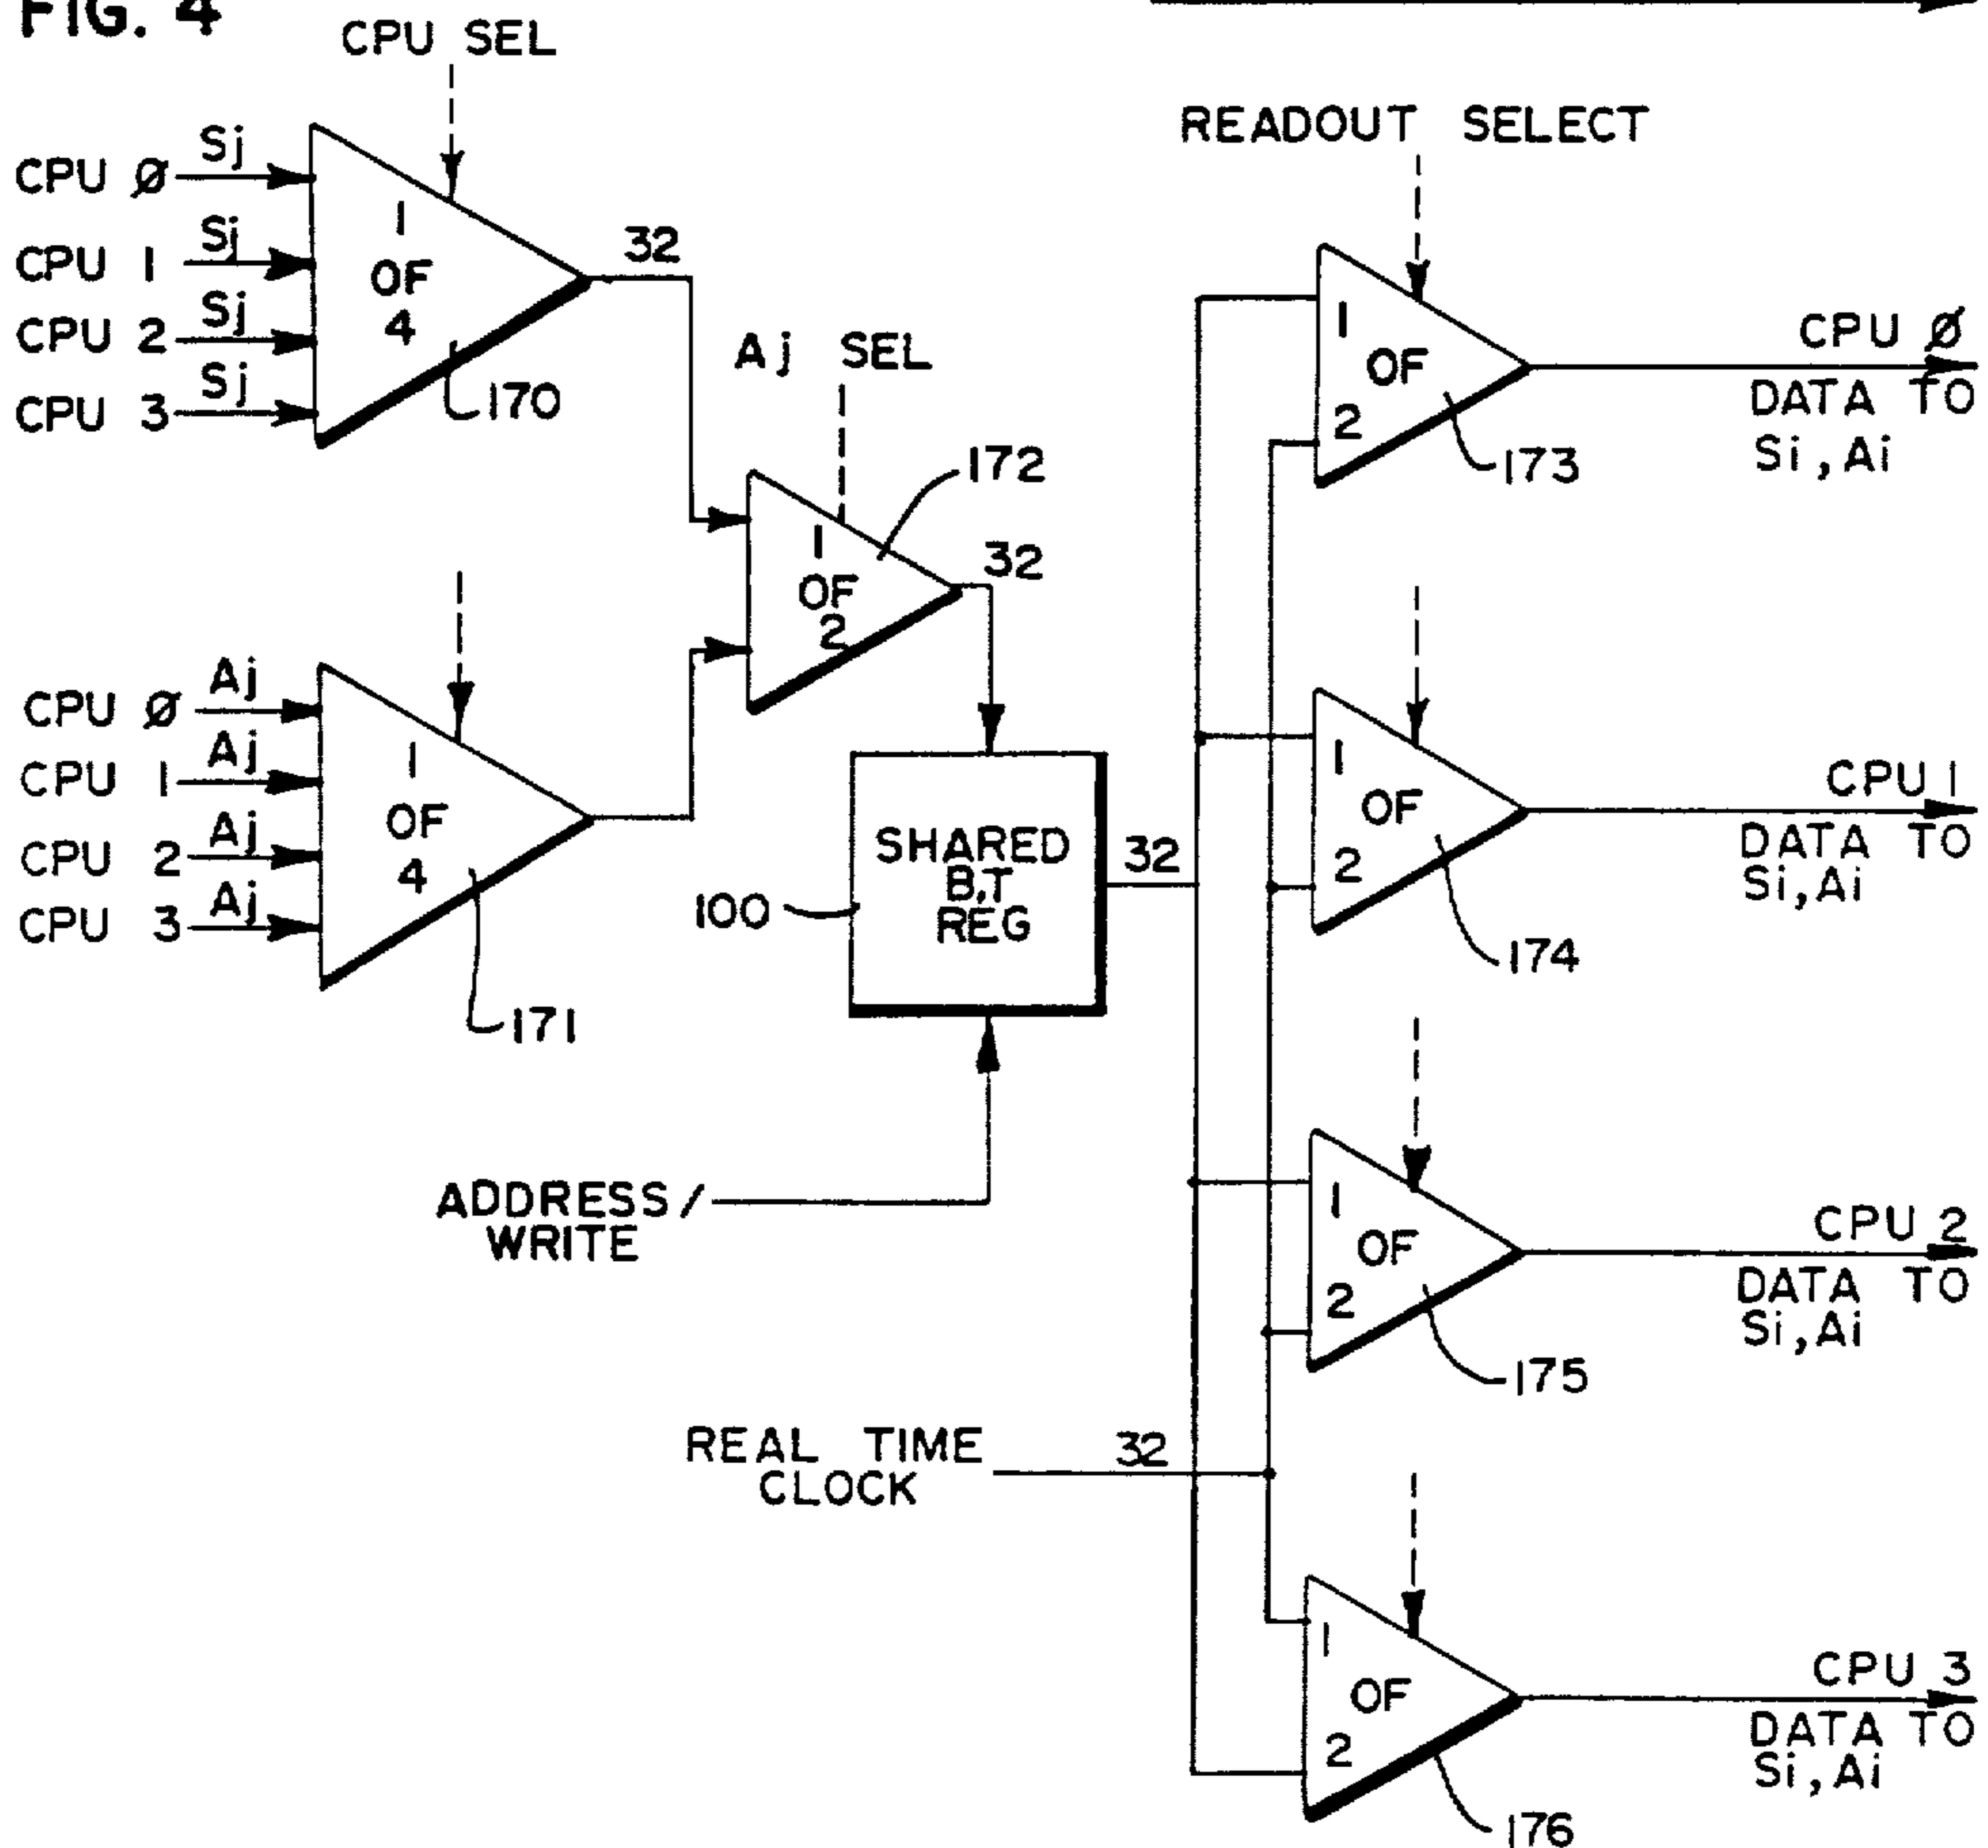 FIG. 4
CPU SEL
CPU Ø Sj
CPU 1 Sj
CPU 2 Sj
CPU 3 Sj
1
OF
4
170
32
Aj SEL
172
1
OF
2
32
CPU Ø Aj
CPU 1 Aj
CPU 2 Aj
CPU 3 Aj
1
OF
4
171
SHARED
B,T
REG
100
32
ADDRESS/
WRITE
REAL TIME
CLOCK
32
READOUT SELECT
1
OF
2
173
CPU Ø
DATA TO
Si, Ai
1
OF
2
174
CPU 1
DATA TO
Si, Ai
1
OF
2
175
CPU 2
DATA TO
Si, Ai
1
OF
2
176
CPU 3
DATA TO
Si, Ai